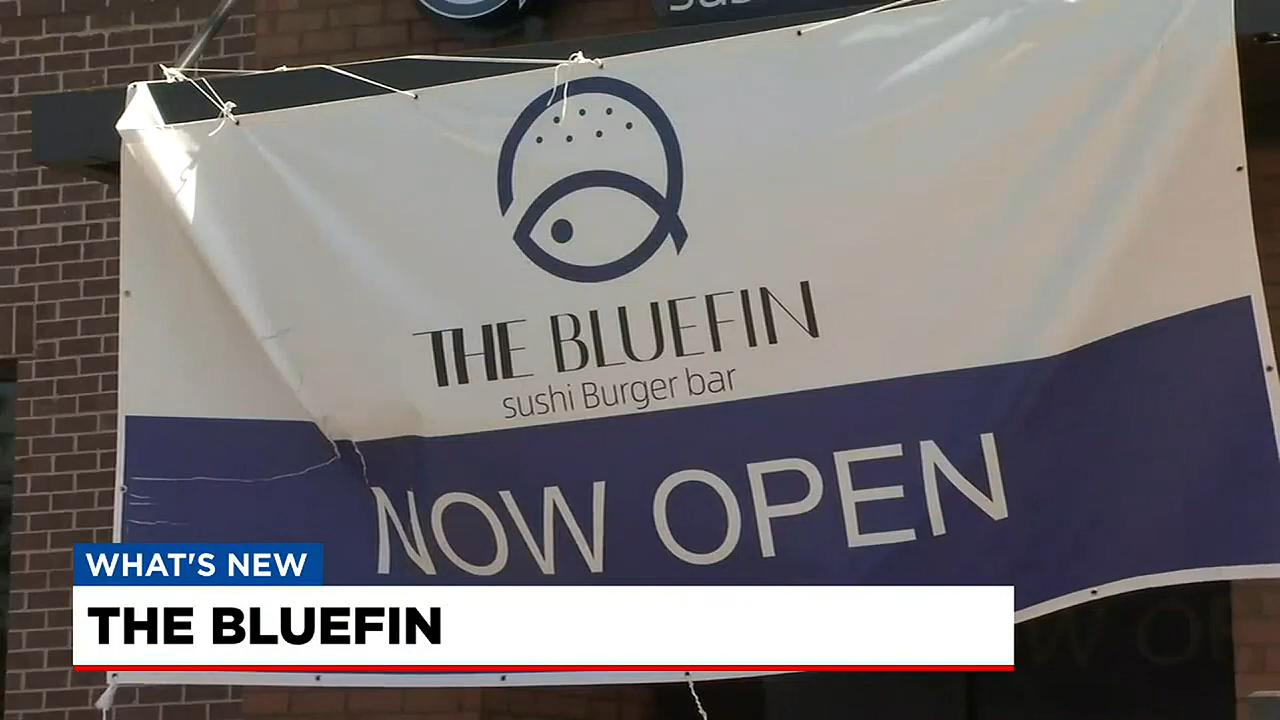 THE BLUEFIN
sushi Burger bar
NOW OPEN
WHAT'S NEW
THE BLUEFIN